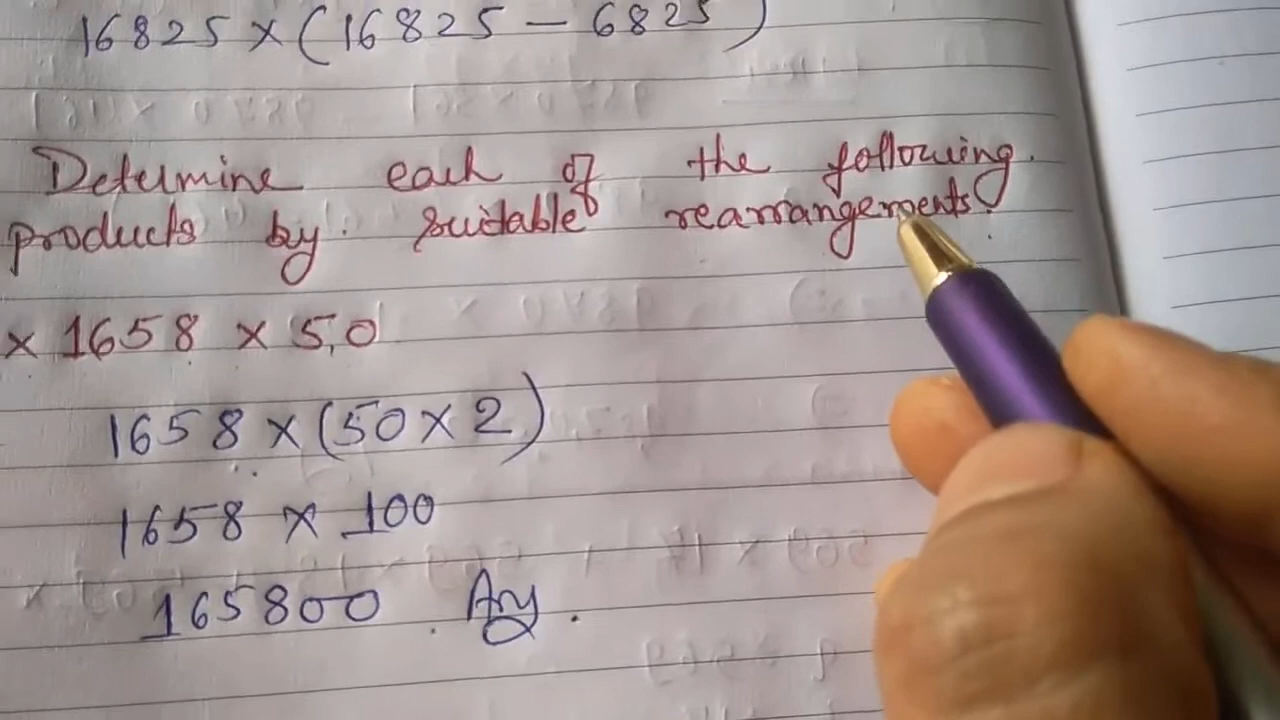 16825 × (16825 - 6825)
Determine each of the following
products by suitable rearrangements.
× 1658 × 50
1658 × (50 × 2)
1658 × 100
165800 Ans.